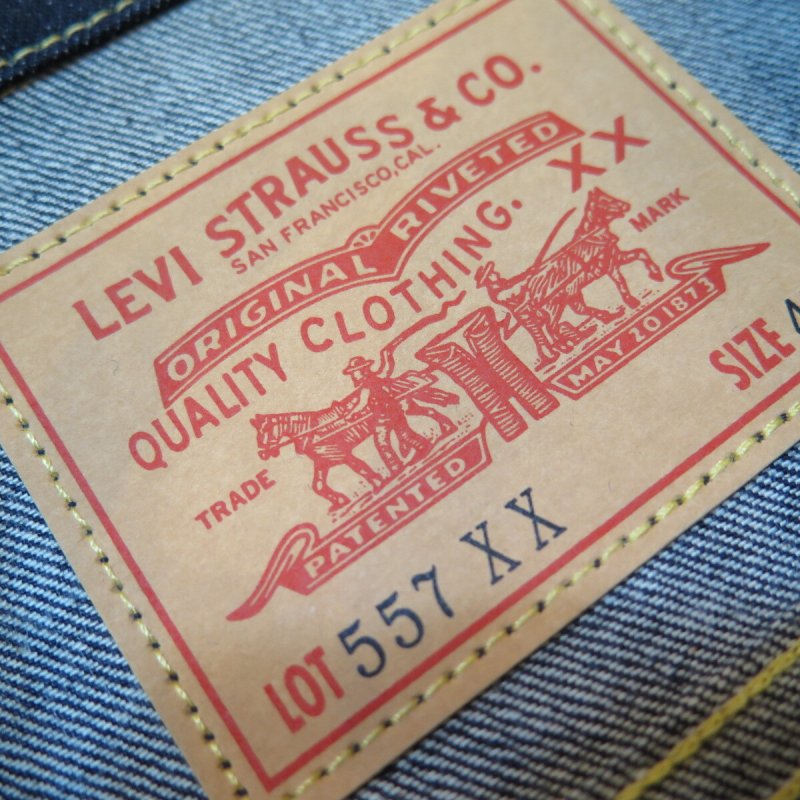 LEVI STRAUSS & CO.
SAN FRANCISCO, CAL.
ORIGINAL RIVETED
QUALITY CLOTHING. XX
TRADE MARK
PATENTED MAY 20 1873
LOT 557 XX SIZE